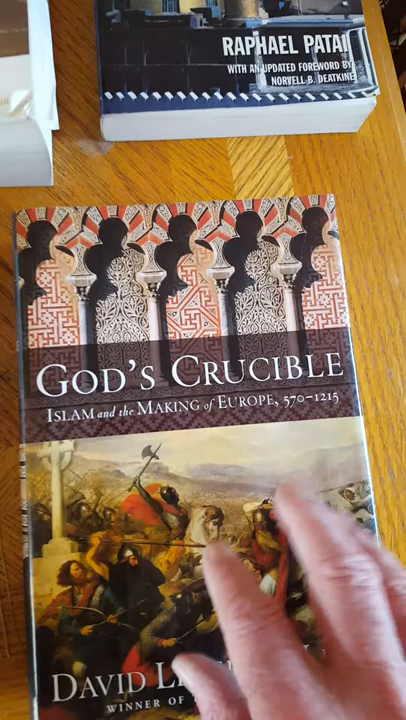 RAPHAEL PATAI
WITH AN UPDATED FOREWORD BY
NORVELL B. DEATKINE
GOD'S CRUCIBLE
ISLAM and the MAKING of EUROPE, 570–1215
DAVID
WINNER OF